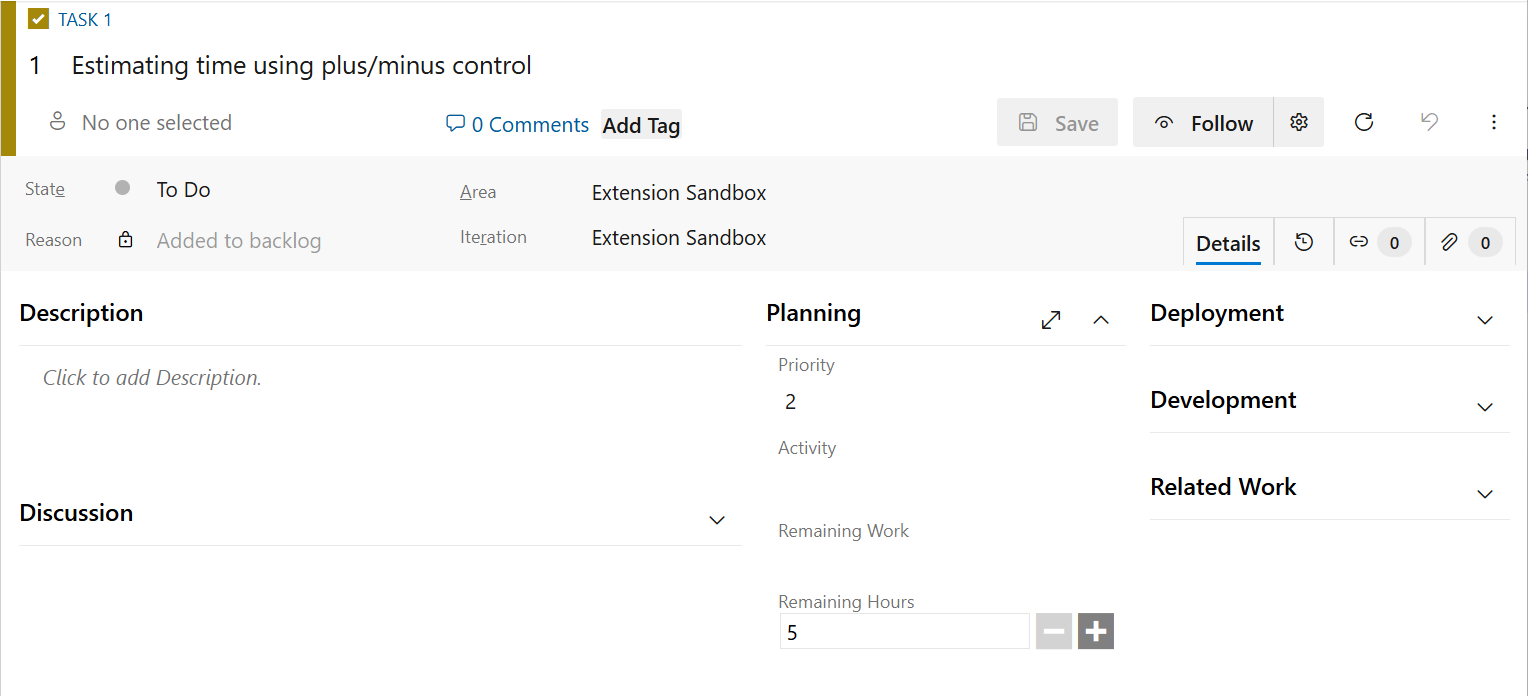 TASK 1
1 Estimating time using plus/minus control
No one selected
0 Comments
Add Tag
Save
Follow
State
To Do
Area
Extension Sandbox
Reason
Added to backlog
Iteration
Extension Sandbox
Details
0
0
Description
Click to add Description.
Discussion
Planning
Priority
2
Activity
Remaining Work
Remaining Hours
5
Deployment
Development
Related Work